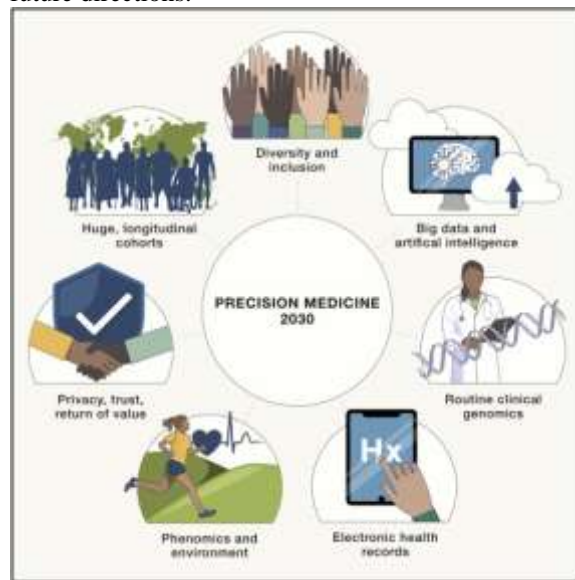 future directions.
Diversity and
inclusion
Huge, longitudinal
cohorts
Big data and
artifical intelligence
PRECISION MEDICINE
2030
Privacy, trust,
return of value
Routine clinical
genomics
Hx
Phenomics and
environment
Electronic health
records